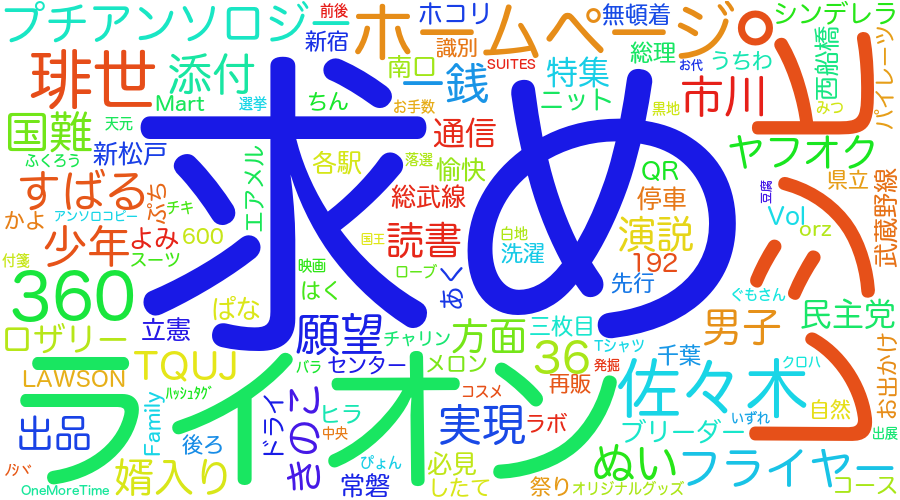 プチアンソロジー
前後
ホコリ
無頓着
シンデレラ
新宿
ホームページ
識別
総理
お代
うちわ
西船橋
パイレーツ
琲世
添付
南口
一銭
SUITES
特集
ニット
市川
黒地
みつ
Mart
選挙
ちん
お手数
国難
天元
通信
ヤフオク
ふくろう
新松戸
エアメル
各駅
落選
愉快
QR
県立
すばる
ぷち
チキ
総武線
停車
豆腐
かよ
アンソロコピー
求め
Vol
orz
武蔵野線
少年
よみ
600
読書
白地
演説
国王
洗濯
192
付箋
スーツ
映画
ローブ
あく
先行
360
はく
ぐもさん
ぱな
民主党
ロザリー
立憲
願望
チャリン
方面
三枚目
Tシャツ
男子
TQUJ
バラ
センター
メロン
36
千葉
発掘
クロハ
お出かけ
LAWSON
ライオン
コスメ
再販
佐々木
自然
ハッシュタグ
Family
ドライ
きのこ
ヒラ
実現
ラボ
ブリーダー
いずれ
出品
後ろ
中央
出展
婿入り
ぴょん
必見
ぬい
フライヤー
OneMoreTime
常磐
したて
祭り
オリジナルグッズ
コース